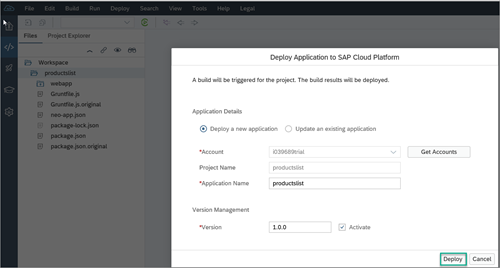 File Edit Build Run Deploy Search View Tools Help Legal
Files Project Explorer
Workspace
productslist
webapp
Gruntfile.js
Gruntfile.js.original
neo-app.json
package-lock.json
package.json
package.json.original
Deploy Application to SAP Cloud Platform
A build will be triggered for the project. The build results will be deployed.
Application Details
Deploy a new application Update an existing application
*Account i039689trial Get Accounts
Project Name productslist
*Application Name productslist
Version Management
*Version 1.0.0 Activate
Deploy Cancel